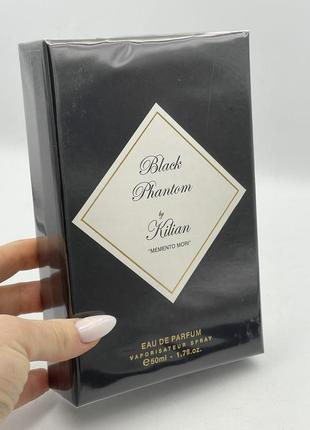 Black
Phantom
by
Kilian
"MEMENTO MORI"
EAU DE PARFUM
VAPORISATEUR SPRAY
℮50ml - 1.7fl.oz.